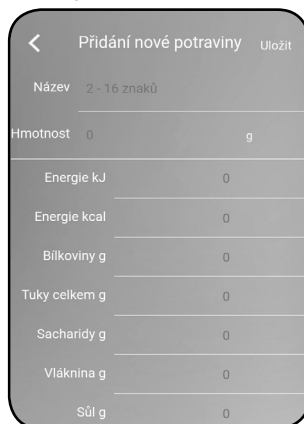 Přidání nové potraviny Uložit
Název 2 - 16 znaků
Hmotnost 0 g
Energie kJ 0
Energie kcal 0
Bílkoviny g 0
Tuky celkem g 0
Sacharidy g 0
Vláknina g 0
Sůl g 0